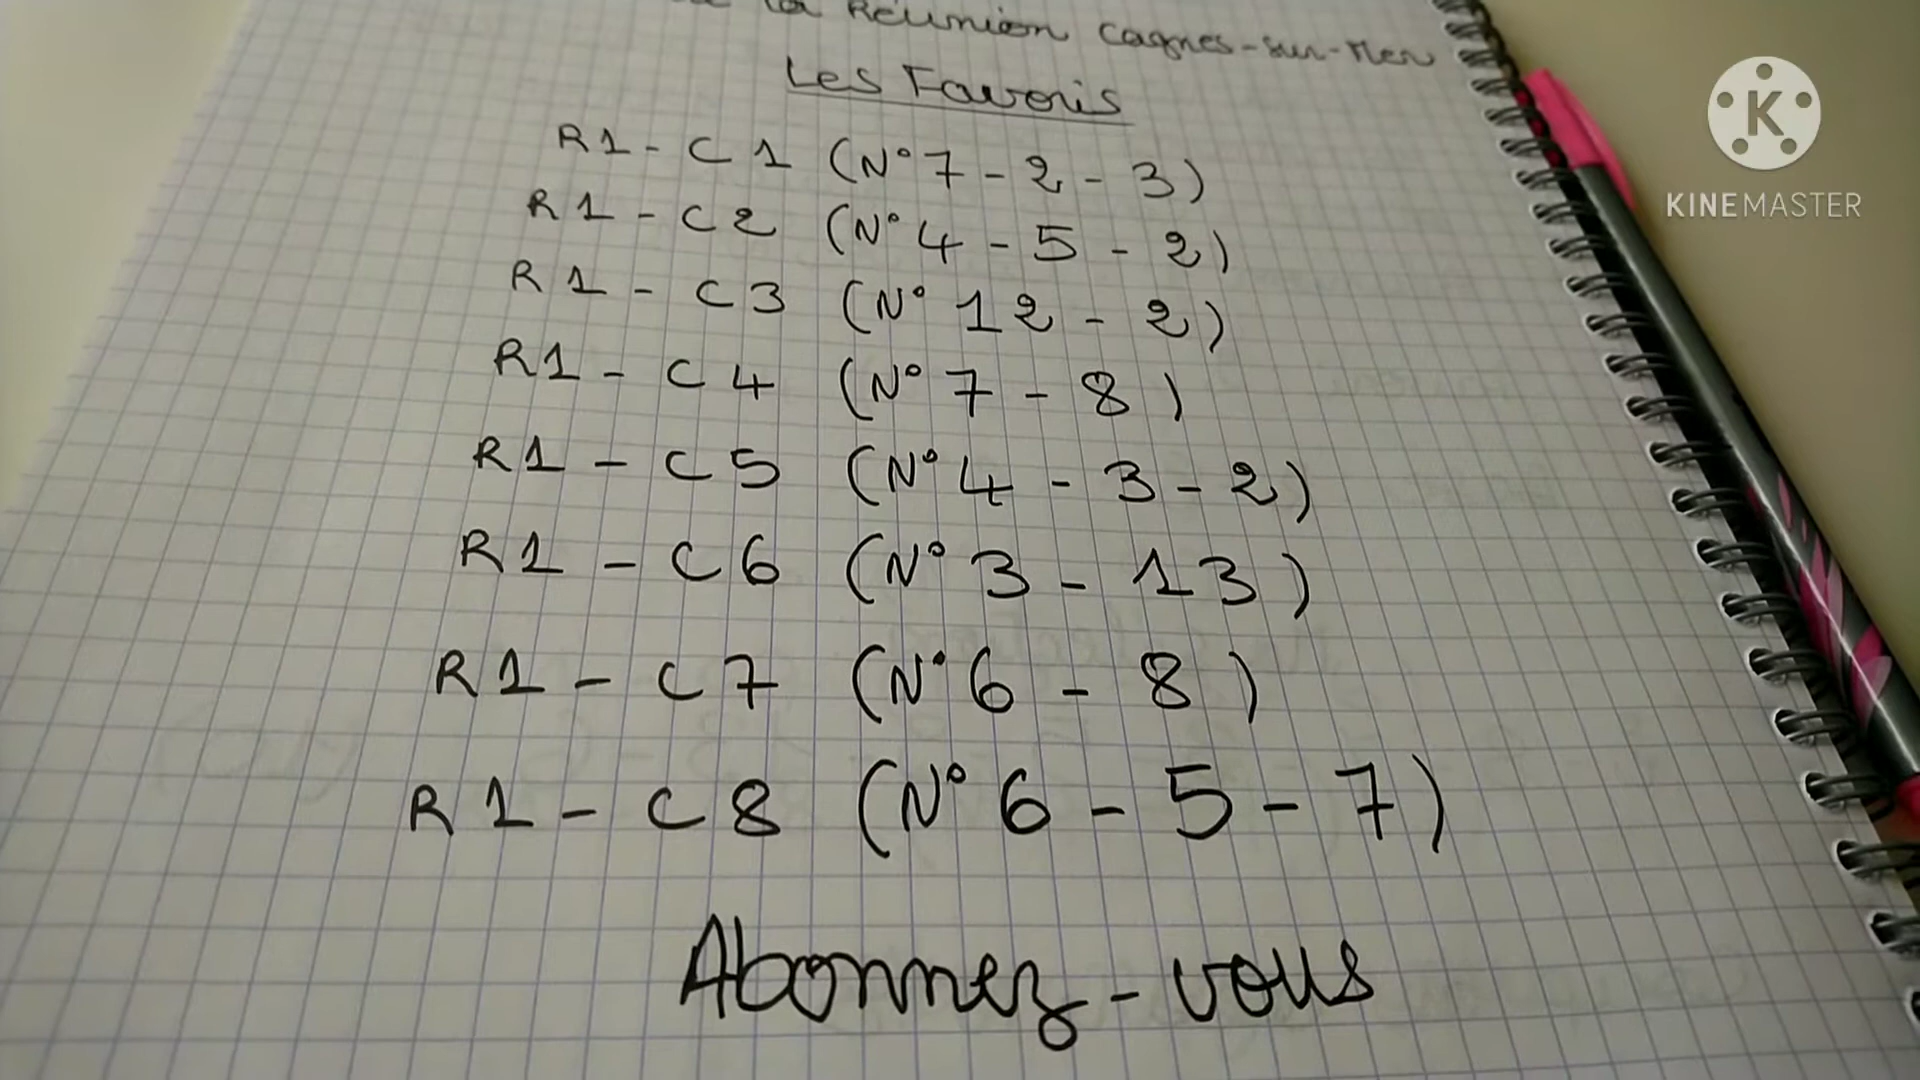 la Réunion Cagnes-sur-Mer
Les Favoris
R1 - C1 (N° 7 - 2 - 3)
R1 - C2 (N° 4 - 5 - 2)
R1 - C3 (N° 12 - 2)
R1 - C4 (N° 7 - 8)
R1 - C5 (N° 4 - 3 - 2)
R1 - C6 (N° 3 - 13)
R1 - C7 (N° 6 - 8)
R1 - C8 (N° 6 - 5 - 7)
Abonnez-vous
K
KINEMASTER